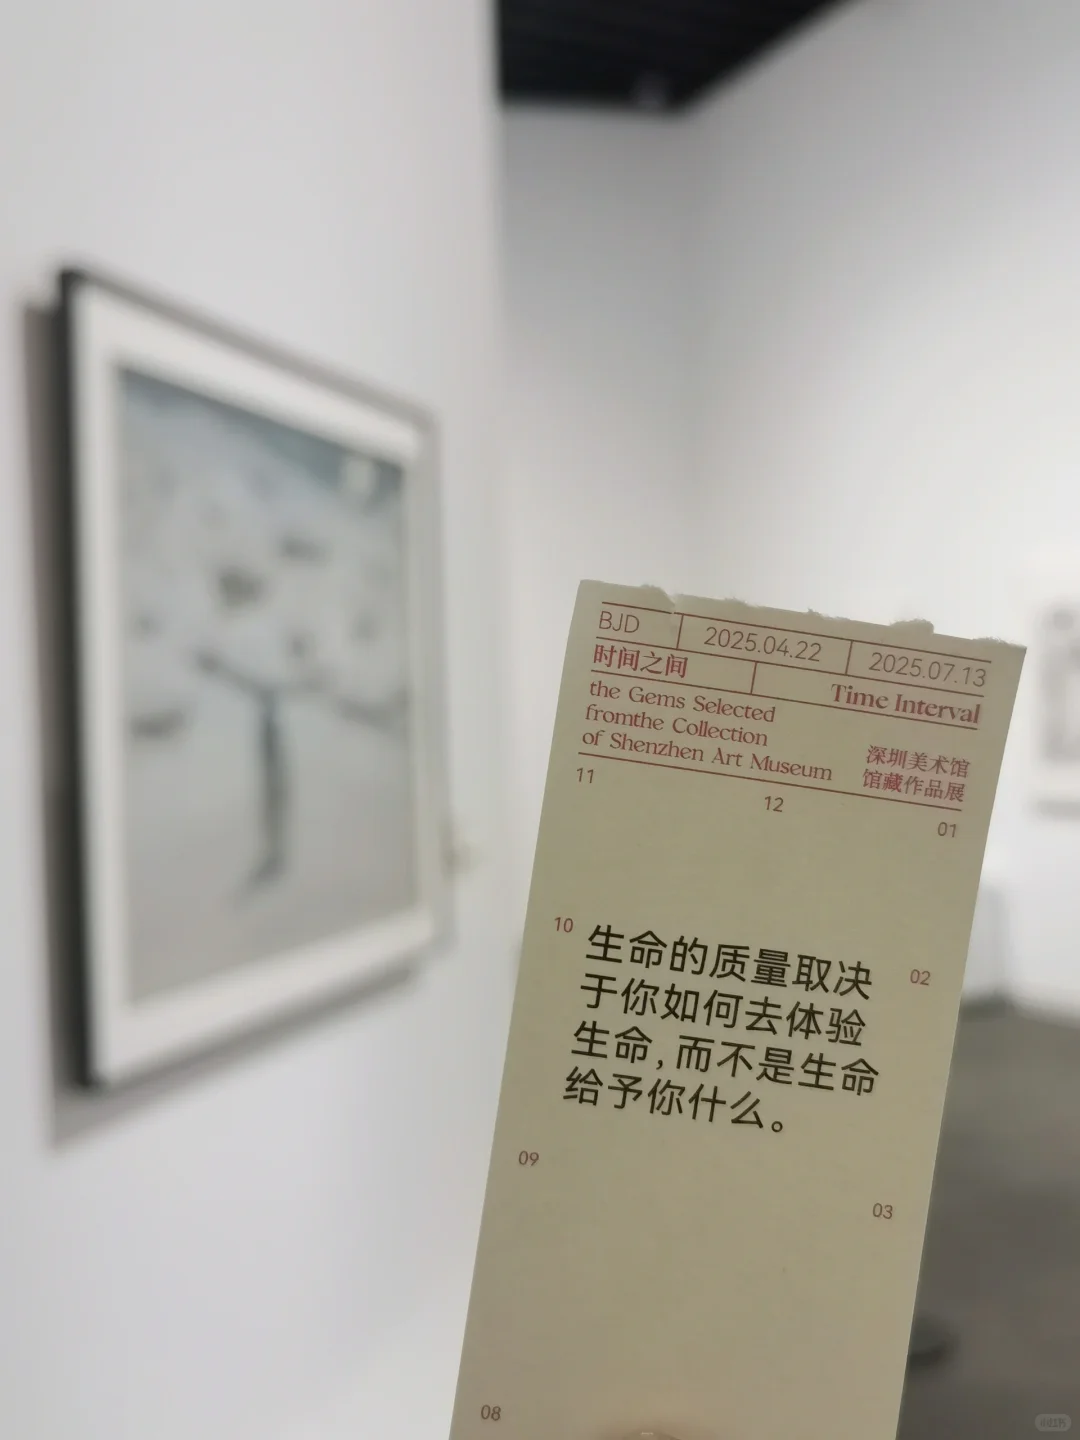 BJD 2025.04.22 2025.07.13
时间之间 Time Interval
the Gems Selected
fromthe Collection
of Shenzhen Art Museum
深圳美术馆
馆藏作品展
11 12 01
10 02
生命的质量取决
于你如何去体验
生命，而不是生命
给予你什么。
09 03
08